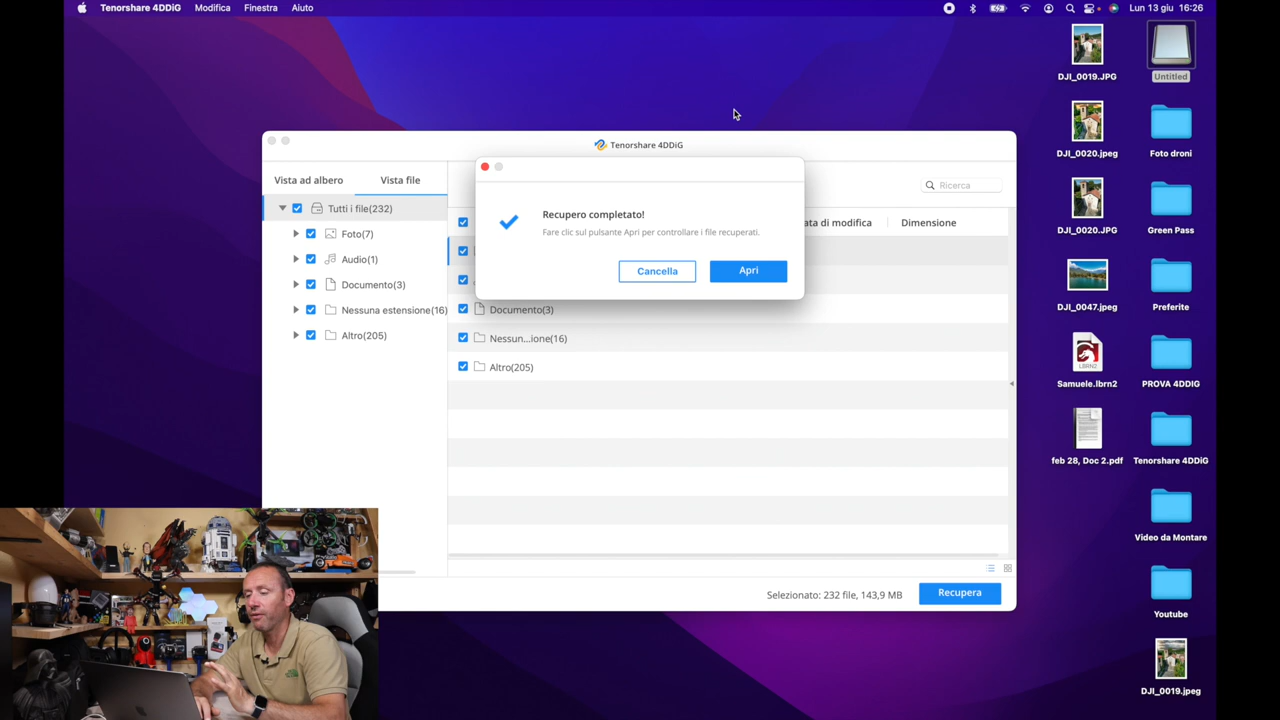 Tenorshare 4DDiG Modifica Finestra Aiuto Lun 13 giu 16:26
DJI_0019.JPG
Untitled
DJI_0020.jpeg
Foto droni
DJI_0020.JPG
Green Pass
DJI_0047.jpeg
Preferite
LBRN2
Samuele.lbrn2
PROVA 4DDIG
feb 28, Doc 2.pdf
Tenorshare 4DDiG
Video da Montare
Youtube
DJI_0019.jpeg
Tenorshare 4DDiG
Vista ad albero Vista file
Ricerca
Tutti i file(232)
Foto(7)
Audio(1)
Documento(3)
Nessuna estensione(16)
Altro(205)
ata di modifica Dimensione
Documento(3)
Nessun...ione(16)
Altro(205)
Recupero completato!
Fare clic sul pulsante Apri per controllare i file recuperati.
Cancella Apri
Selezionato: 232 file, 143,9 MB Recupera